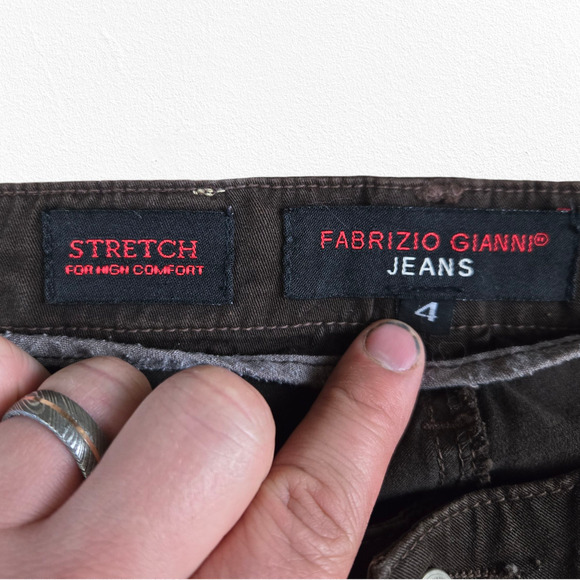 STRETCH
FOR HIGH COMFORT
FABRIZIO GIANNI®
JEANS
4